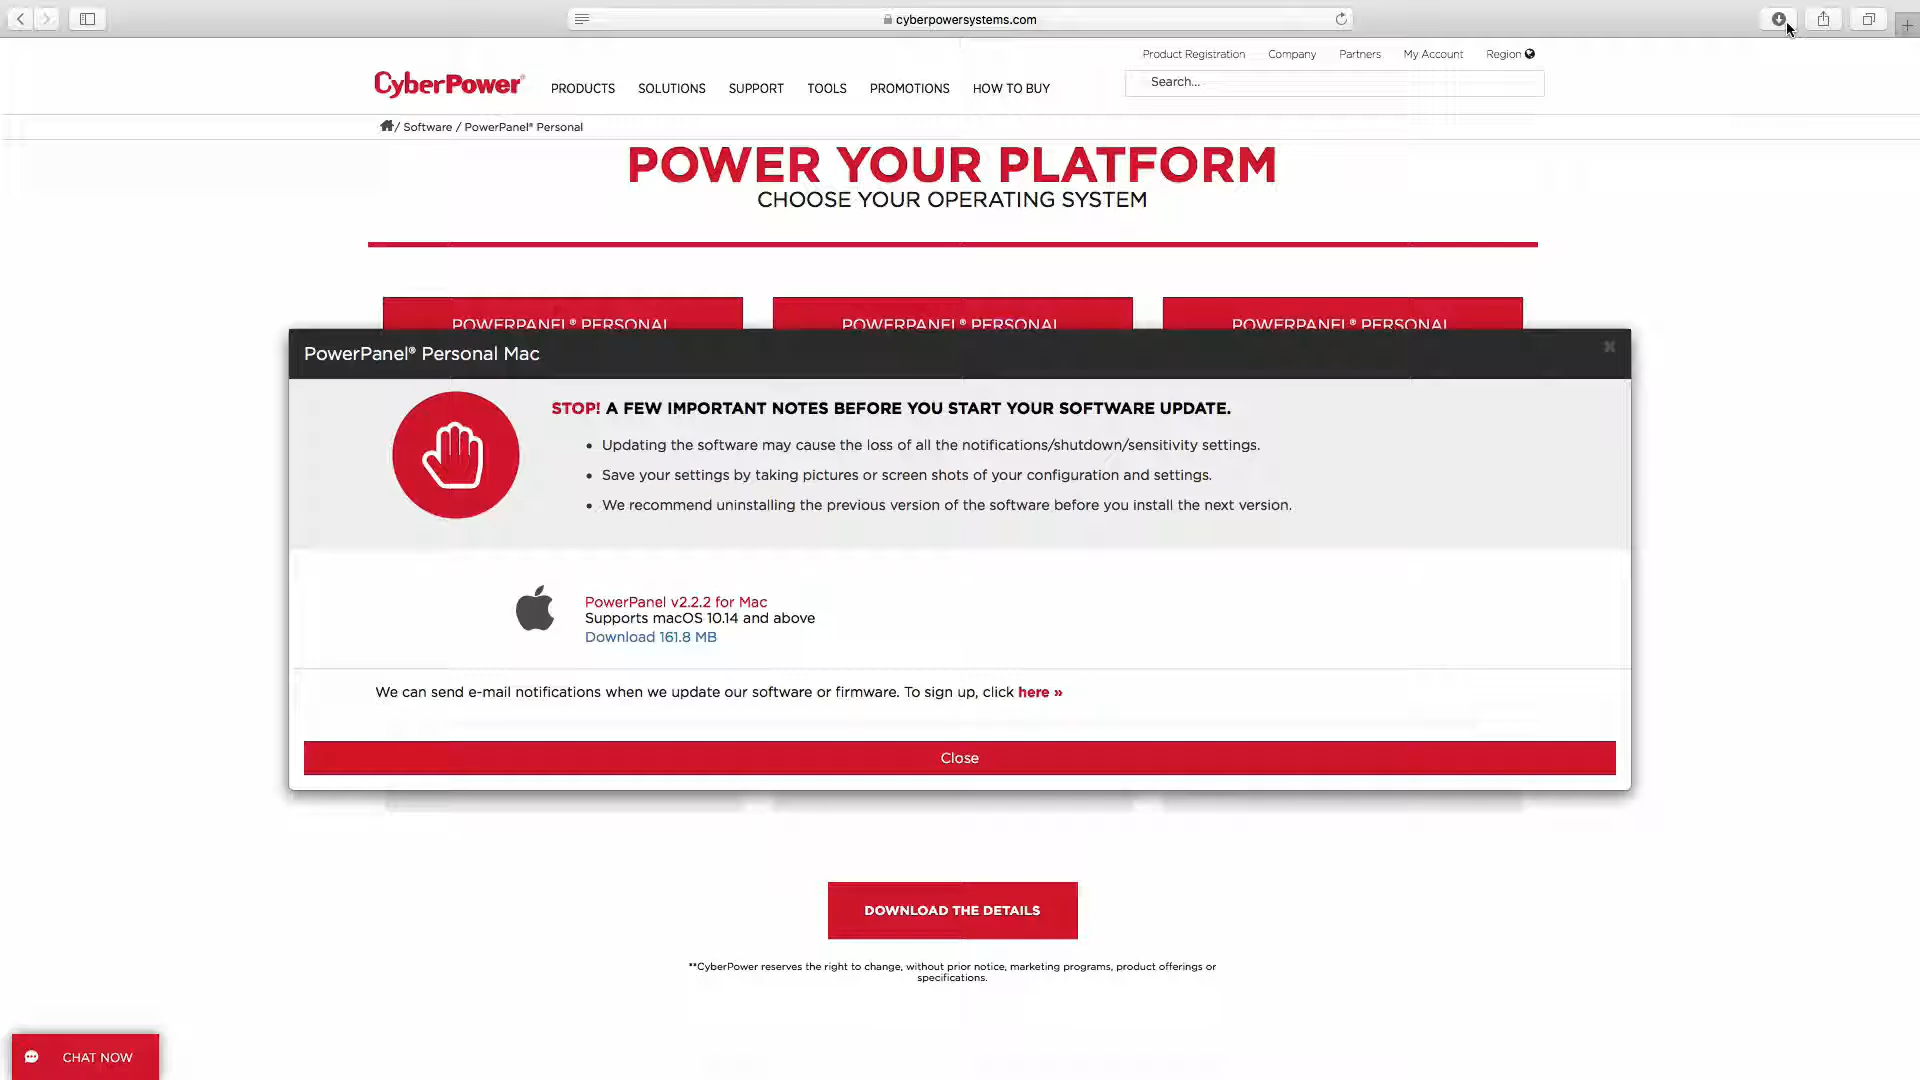 cyberpowersystems.com
Product Registration Company Partners My Account Region
CyberPower® PRODUCTS SOLUTIONS SUPPORT TOOLS PROMOTIONS HOW TO BUY
Search...
/ Software / PowerPanel® Personal
POWER YOUR PLATFORM
CHOOSE YOUR OPERATING SYSTEM
POWERPANEL® PERSONAL POWERPANEL® PERSONAL POWERPANEL® PERSONAL
PowerPanel® Personal Mac
STOP! A FEW IMPORTANT NOTES BEFORE YOU START YOUR SOFTWARE UPDATE.
• Updating the software may cause the loss of all the notifications/shutdown/sensitivity settings.
• Save your settings by taking pictures or screen shots of your configuration and settings.
• We recommend uninstalling the previous version of the software before you install the next version.
PowerPanel v2.2.2 for Mac
Supports macOS 10.14 and above
Download 161.8 MB
We can send e-mail notifications when we update our software or firmware. To sign up, click here »
Close
DOWNLOAD THE DETAILS
**CyberPower reserves the right to change, without prior notice, marketing programs, product offerings or
specifications.
CHAT NOW